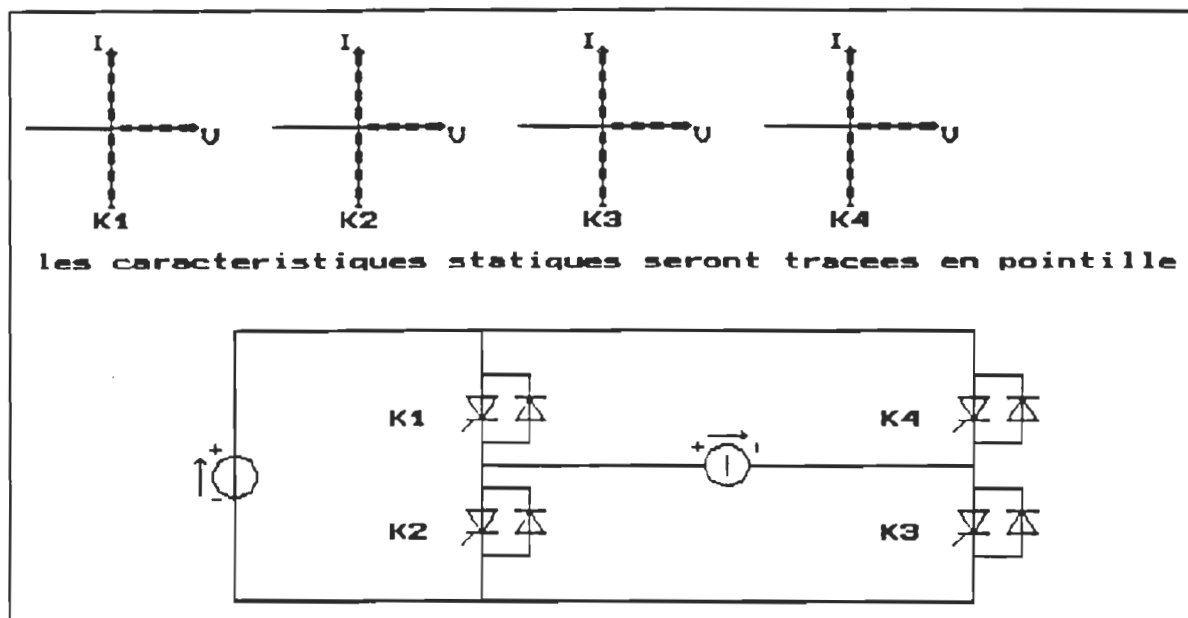 I I I I
U U U U
K1 K2 K3 K4
les caracteristiques statiques seront tracees en pointille
K1 K4
+ + I
-
K2 K3